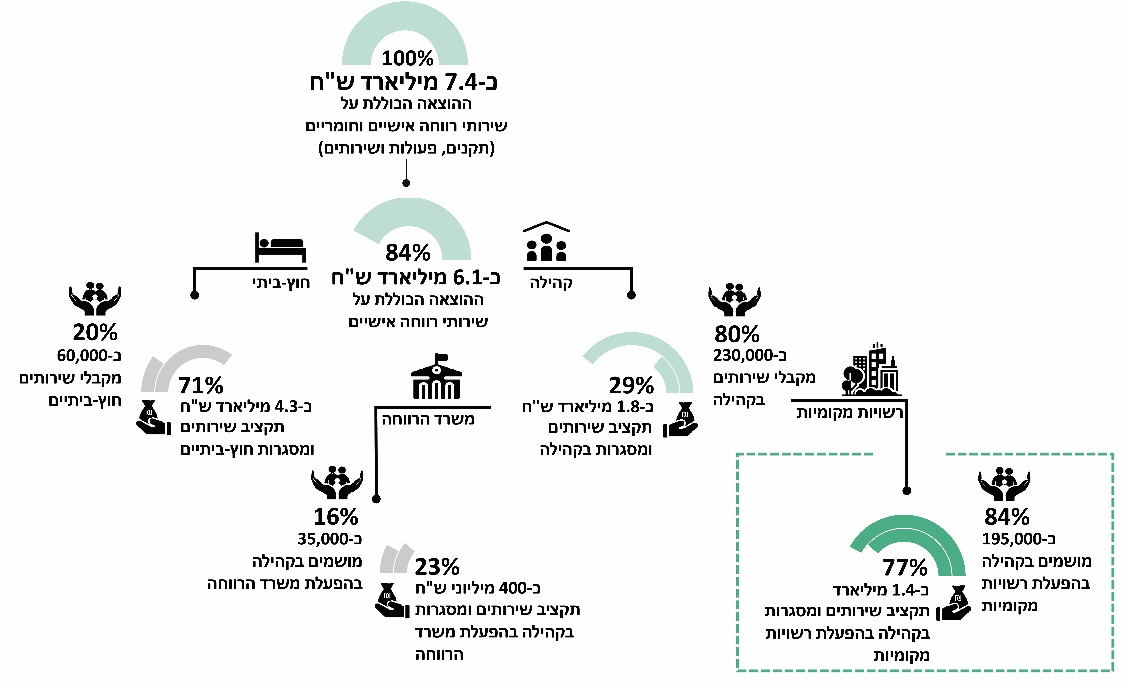 100%
כ-7.4 מיליארד ש"ח
ההוצאה הכוללת על
שירותי רווחה אישיים וחומריים
(תקנים, פעולות ושירותים)
84%
כ-6.1 מיליארד ש"ח
ההוצאה הכוללת על
שירותי רווחה אישיים
קהילה
חוץ-ביתי
80%
כ-230,000
מקבלי שירותים
בקהילה
29%
כ-1.8 מיליארד ש"ח
תקציב שירותים
ומסגרות בקהילה
20%
כ-60,000
מקבלי שירותים
חוץ-ביתיים
71%
כ-4.3 מיליארד ש"ח
תקציב שירותים
ומסגרות חוץ-ביתיים
רשויות מקומיות
משרד הרווחה
84%
כ-195,000
מושמים בקהילה
בהפעלת רשויות
מקומיות
77%
כ-1.4 מיליארד
תקציב שירותים ומסגרות
בקהילה בהפעלת רשויות
מקומיות
16%
כ-35,000
מושמים בקהילה
בהפעלת משרד הרווחה
23%
כ-400 מיליוני ש"ח
תקציב שירותים ומסגרות
בקהילה בהפעלת משרד
הרווחה